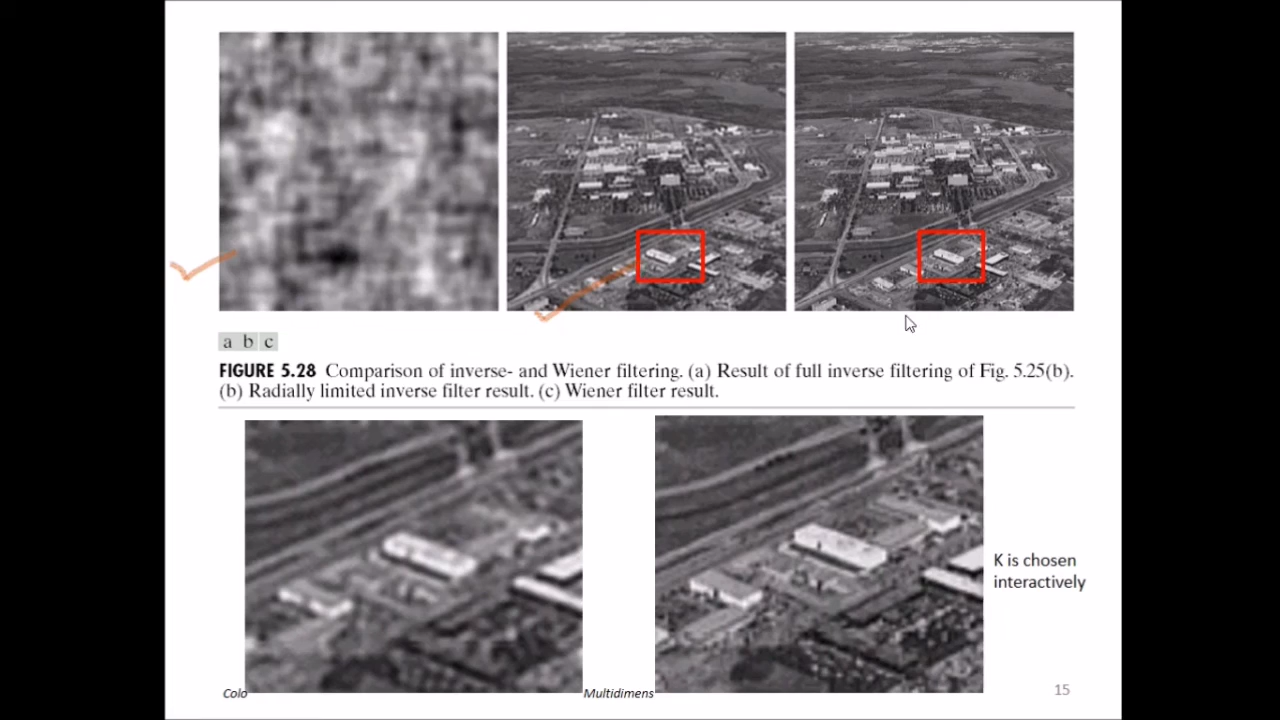 a b c
FIGURE 5.28 Comparison of inverse- and Wiener filtering. (a) Result of full inverse filtering of Fig. 5.25(b).
(b) Radially limited inverse filter result. (c) Wiener filter result.
K is chosen
interactively
Colo
Multidimens
15